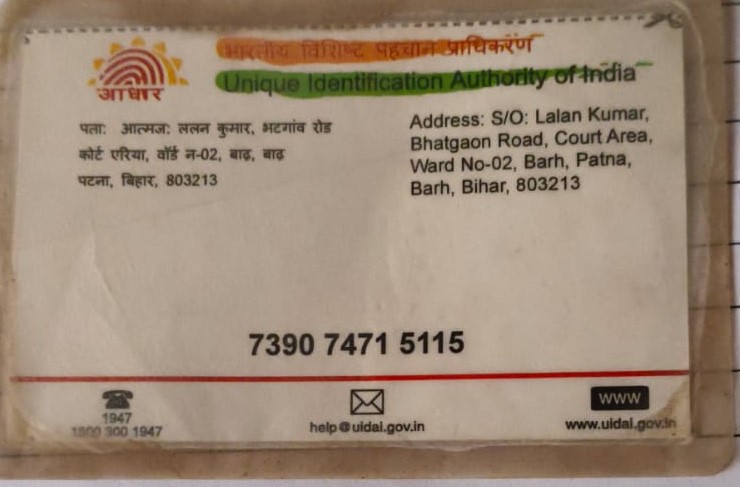 भारतीय विशिष्ट पहचान प्राधिकरण
Unique Identification Authority of India
आधार
पता: आत्मज: ललन कुमार, भटगांव रोड
कोर्ट एरिया, वॉर्ड न-02, बाढ़, बाढ़
पटना, बिहार, 803213
Address: S/O: Lalan Kumar,
Bhatgaon Road, Court Area,
Ward No-02, Barh, Patna,
Barh, Bihar, 803213
7390 7471 5115
1947
1800 300 1947
help@uidai.gov.in
WWW
www.uidai.gov.in